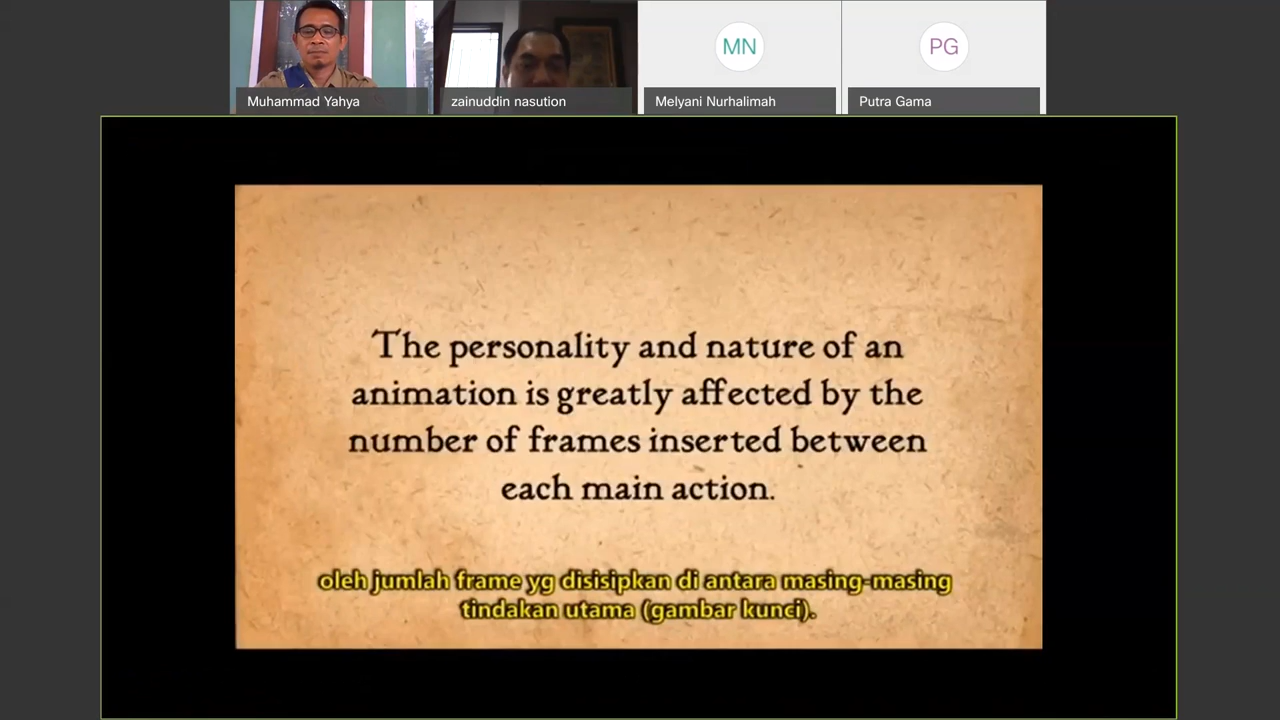 MN
PG
Muhammad Yahya
zainuddin nasution
Melyani Nurhalimah
Putra Gama
The personality and nature of an
animation is greatly affected by the
number of frames inserted between
each main action.
oleh jumlah frame yg disisipkan di antara masing-masing
tindakan utama (gambar kunci).